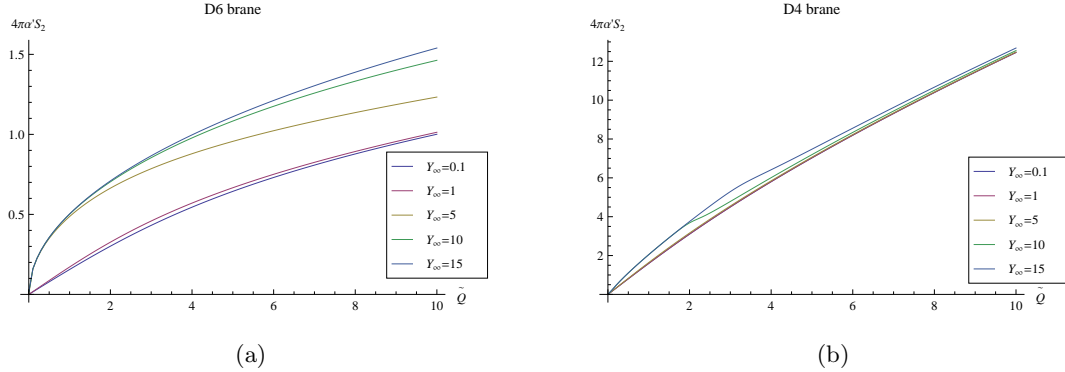 D6 brane
4πα'S₂
1.5
1.0
0.5
2
4
6
8
10
Q̃
Y∞=0.1
Y∞=1
Y∞=5
Y∞=10
Y∞=15
(a)
D4 brane
4πα'S₂
12
10
8
6
4
2
2
4
6
8
10
Q̃
Y∞=0.1
Y∞=1
Y∞=5
Y∞=10
Y∞=15
(b)